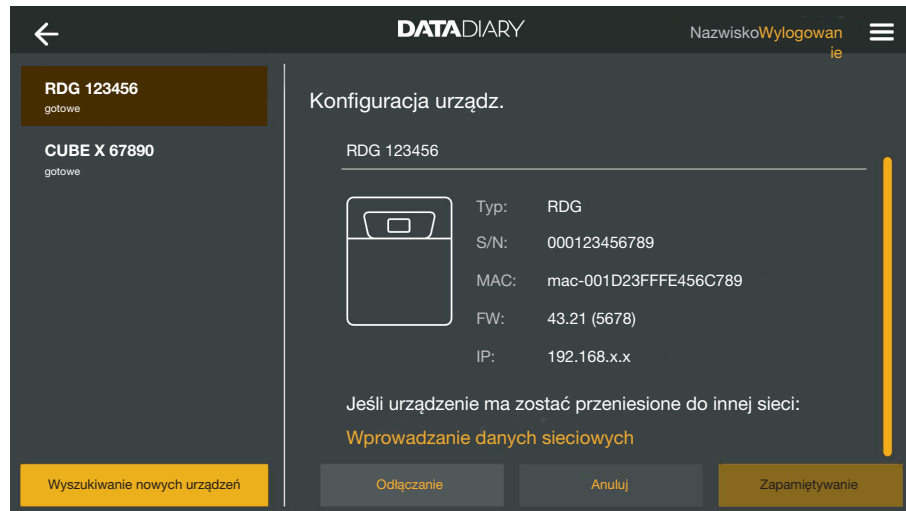 DATADIARY
NazwiskoWylogowan
ie
RDG 123456
gotowe
CUBE X 67890
gotowe
Wyszukiwanie nowych urządzeń
Konfiguracja urządz.
RDG 123456
Typ: RDG
S/N: 000123456789
MAC: mac-001D23FFFE456C789
FW: 43.21 (5678)
IP: 192.168.x.x
Jeśli urządzenie ma zostać przeniesione do innej sieci:
Wprowadzanie danych sieciowych
Odłączanie
Anuluj
Zapamiętywanie